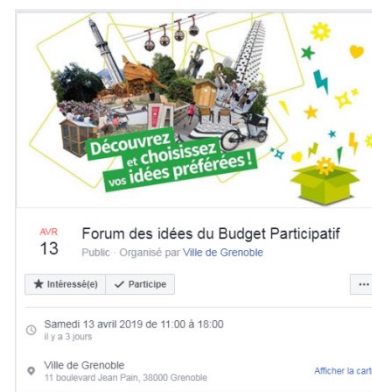 Découvrez
et choisissez
vos idées préférées !
AVR
13
Forum des idées du Budget Participatif
Public · Organisé par Ville de Grenoble
Intéressé(e)
Participe
...
Samedi 13 avril 2019 de 11:00 à 18:00
il y a 3 jours
Ville de Grenoble
11 boulevard Jean Pain, 38000 Grenoble
Afficher la carte